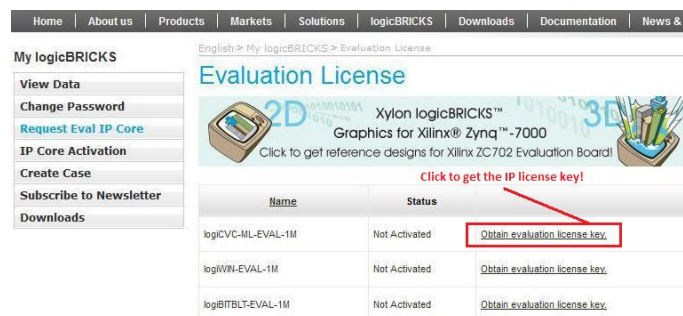 Home About us Products Markets Solutions logicBRICKS Downloads Documentation News &
My logicBRICKS
View Data
Change Password
Request Eval IP Core
IP Core Activation
Create Case
Subscribe to Newsletter
Downloads
English > My logicBRICKS > Evaluation License
Evaluation License
2D
Xylon logicBRICKS™
3D
Graphics for Xilinx® Zynq™-7000
Click to get reference designs for Xilinx ZC702 Evaluation Board!
Click to get the IP license key!
Name Status
logiCVC-ML-EVAL-1M Not Activated Obtain evaluation license key.
logiWIN-EVAL-1M Not Activated Obtain evaluation license key.
logiBITBLT-EVAL-1M Not Activated Obtain evaluation license key.